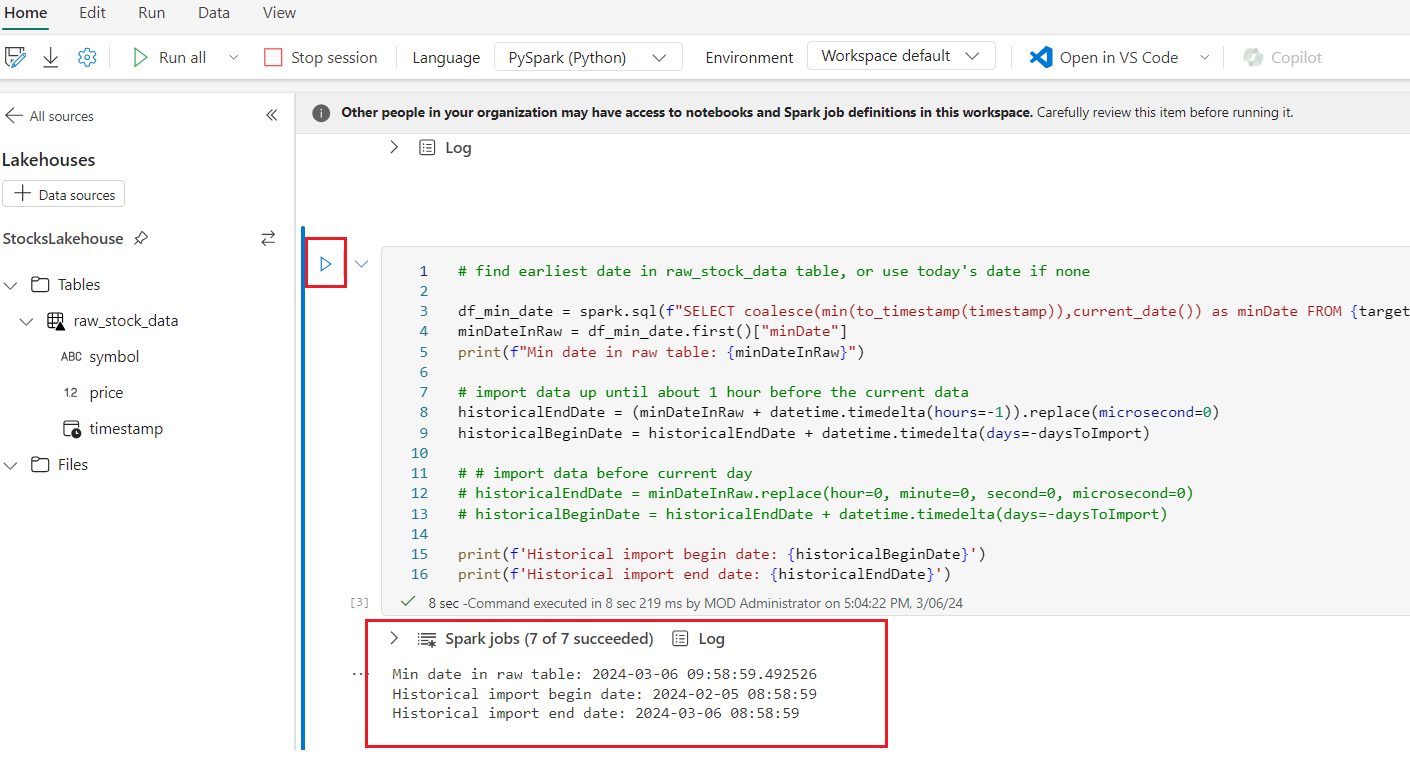 Home Edit Run Data View
Run all Stop session Language PySpark (Python) Environment Workspace default Open in VS Code Copilot
All sources
Lakehouses
Data sources
StocksLakehouse
Tables
raw_stock_data
ABC symbol
12 price
timestamp
Files
Other people in your organization may have access to notebooks and Spark job definitions in this workspace. Carefully review this item before running it.
Log
1 # find earliest date in raw_stock_data table, or use today's date if none
2
3 df_min_date = spark.sql(f"SELECT coalesce(min(to_timestamp(timestamp)),current_date()) as minDate FROM {target
4 minDateInRaw = df_min_date.first()["minDate"]
5 print(f"Min date in raw table: {minDateInRaw}")
6
7 # import data up until about 1 hour before the current data
8 historicalEndDate = (minDateInRaw + datetime.timedelta(hours=-1)).replace(microsecond=0)
9 historicalBeginDate = historicalEndDate + datetime.timedelta(days=-daysToImport)
10
11 # # import data before current day
12 # historicalEndDate = minDateInRaw.replace(hour=0, minute=0, second=0, microsecond=0)
13 # historicalBeginDate = historicalEndDate + datetime.timedelta(days=-daysToImport)
14
15 print(f'Historical import begin date: {historicalBeginDate}')
16 print(f'Historical import end date: {historicalEndDate}')
[3] 8 sec -Command executed in 8 sec 219 ms by MOD Administrator on 5:04:22 PM, 3/06/24
Spark jobs (7 of 7 succeeded) Log
Min date in raw table: 2024-03-06 09:58:59.492526
Historical import begin date: 2024-02-05 08:58:59
Historical import end date: 2024-03-06 08:58:59